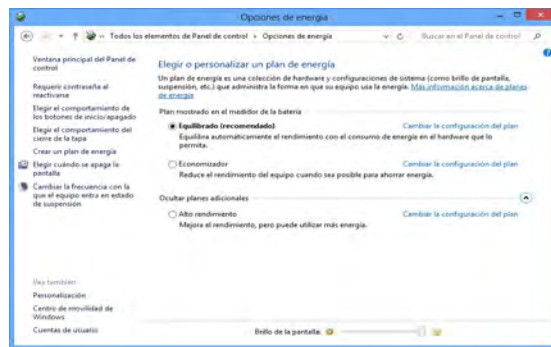 Opciones de energía
Todos los elementos de Panel de control › Opciones de energía
Buscar en el Panel de control
Ventana principal del Panel de
control
Requerir contraseña al
reactivarse
Elegir el comportamiento de
los botones de inicio/apagado
Elegir el comportamiento del
cierre de la tapa
Crear un plan de energía
Elegir cuándo se apaga la
pantalla
Cambiar la frecuencia con la
que el equipo entra en estado
de suspensión
Vea también
Personalización
Centro de movilidad de
Windows
Cuentas de usuario
Elegir o personalizar un plan de energía
Un plan de energía es una colección de hardware y configuraciones de sistema (como brillo de pantalla,
suspensión, etc.) que administra la forma en que su equipo usa la energía. Más información acerca de planes
de energía
Plan mostrado en el medidor de la batería
Equilibrado (recomendado) Cambiar la configuración del plan
Equilibra automáticamente el rendimiento con el consumo de energía en el hardware que lo
permita.
Economizador Cambiar la configuración del plan
Reduce el rendimiento del equipo cuando sea posible para ahorrar energía.
Ocultar planes adicionales
Alto rendimiento Cambiar la configuración del plan
Mejora el rendimiento, pero puede utilizar más energía.
Brillo de la pantalla: